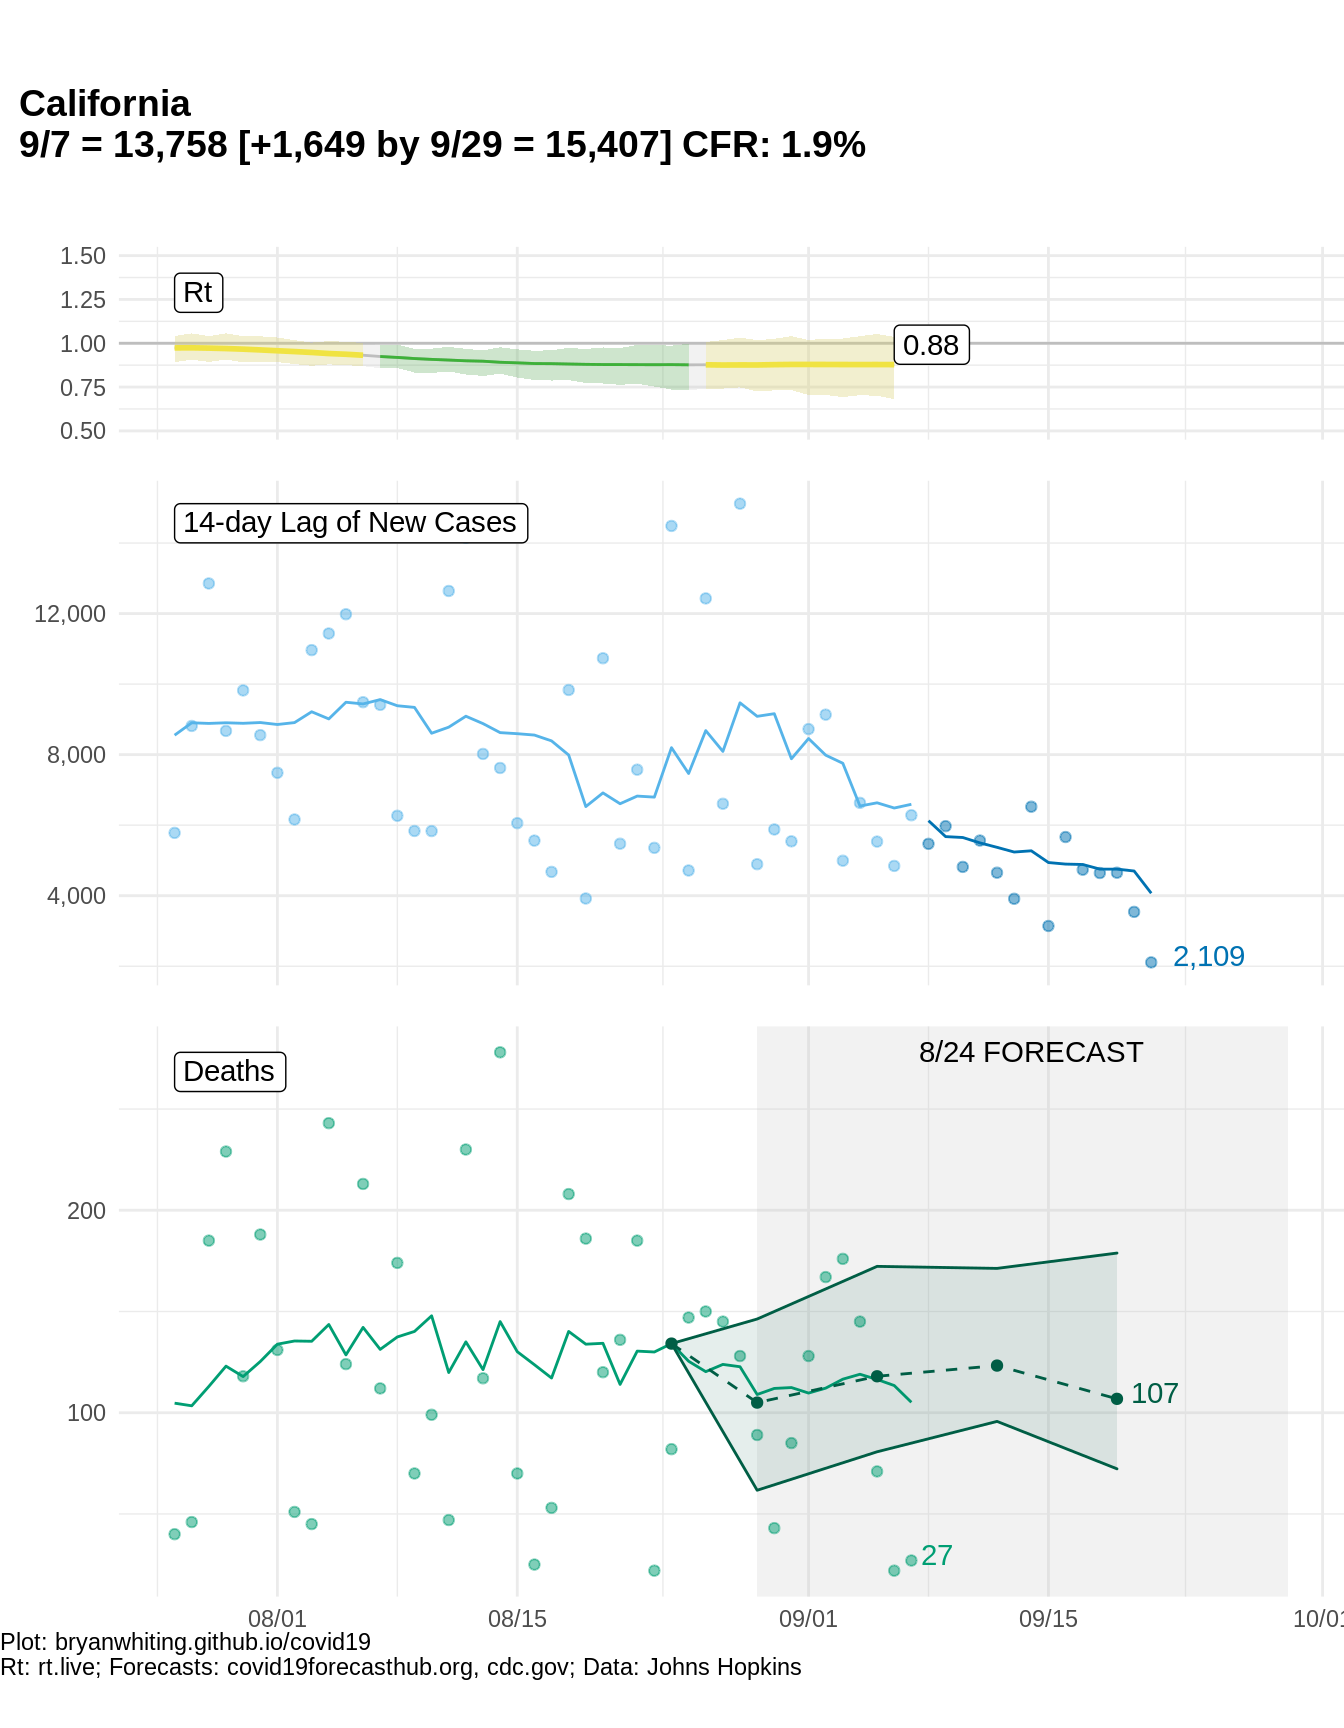 California
9/7 = 13,758 [+1,649 by 9/29 = 15,407] CFR: 1.9%
1.50
Rt
1.25
1.00
0.88
0.75
0.50
14-day Lag of New Cases
12,000
8,000
4,000
2,109
8/24 FORECAST
Deaths
200
107
100
27
08/01 08/15 09/01 09/15 10/01
Plot: bryanwhiting.github.io/covid19
Rt: rt.live; Forecasts: covid19forecasthub.org, cdc.gov; Data: Johns Hopkins